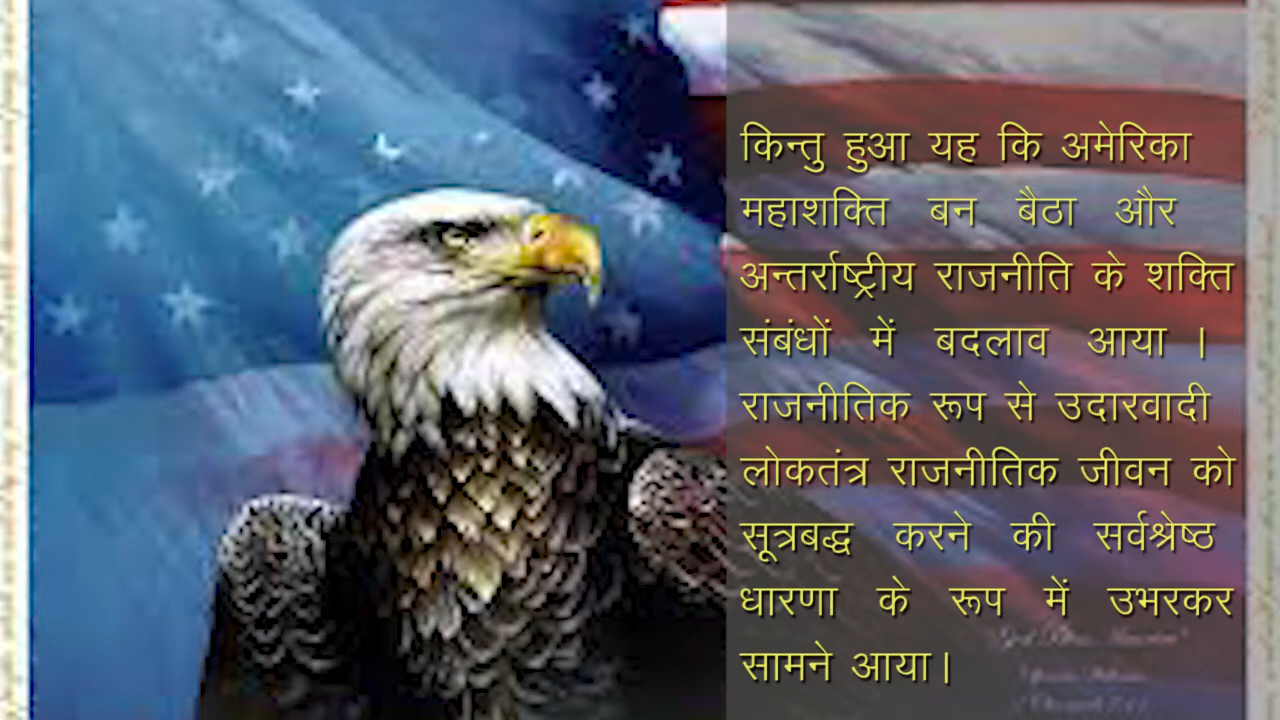 किन्तु हुआ यह कि अमेरिका
महाशक्ति बन बैठा और
अन्तर्राष्ट्रीय राजनीति के शक्ति
संबंधों में बदलाव आया ।
राजनीतिक रूप से उदारवादी
लोकतंत्र राजनीतिक जीवन को
सूत्रबद्ध करने की सर्वश्रेष्ठ
धारणा के रूप में उभरकर
सामने आया।